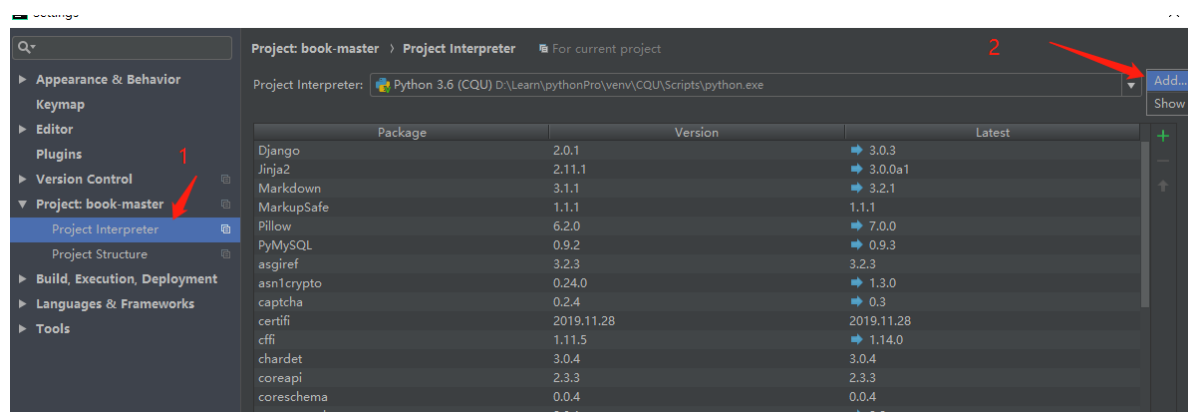 Settings
Project: book-master › Project Interpreter For current project
2
Appearance & Behavior
Project Interpreter: Python 3.6 (CQU) D:\Learn\pythonPro\venv\CQU\Scripts\python.exe
Add...
Keymap
Show
Editor
Package Version Latest
Plugins
1
Django 2.0.1 3.0.3
Jinja2 2.11.1 3.0.0a1
Version Control
Markdown 3.1.1 3.2.1
Project: book-master
MarkupSafe 1.1.1 1.1.1
Project Interpreter
Pillow 6.2.0 7.0.0
PyMySQL 0.9.2 0.9.3
Project Structure
asgiref 3.2.3 3.2.3
Build, Execution, Deployment
asn1crypto 0.24.0 1.3.0
Languages & Frameworks
captcha 0.2.4 0.3
certifi 2019.11.28 2019.11.28
Tools
cffi 1.11.5 1.14.0
chardet 3.0.4 3.0.4
coreapi 2.3.3 2.3.3
coreschema 0.0.4 0.0.4